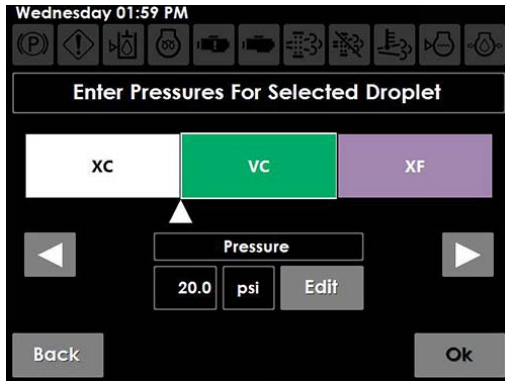 Wednesday 01:59 PM
(P)
Enter Pressures For Selected Droplet
XC VC XF
Pressure
20.0 psi Edit
Back Ok